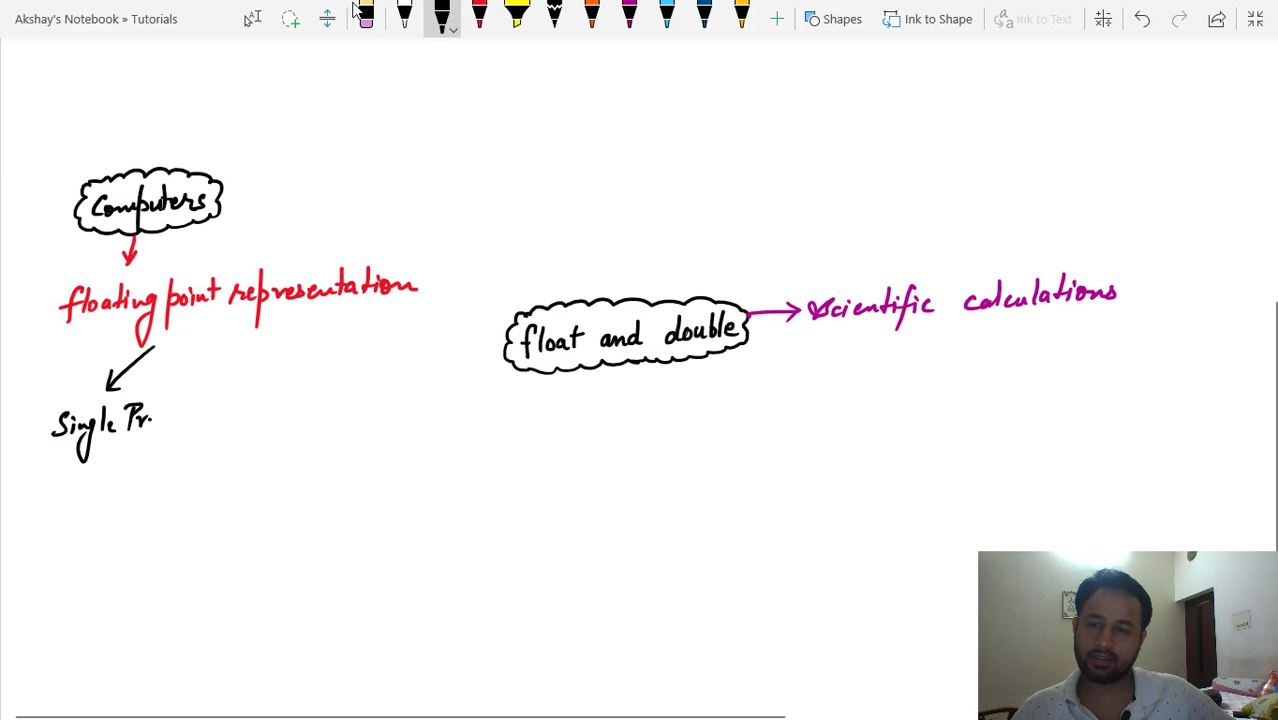 Akshay's Notebook » Tutorials
Shapes
Ink to Shape
Ink to Text
Computers
floating point representation
scientific calculations
float and double
Single Pr.